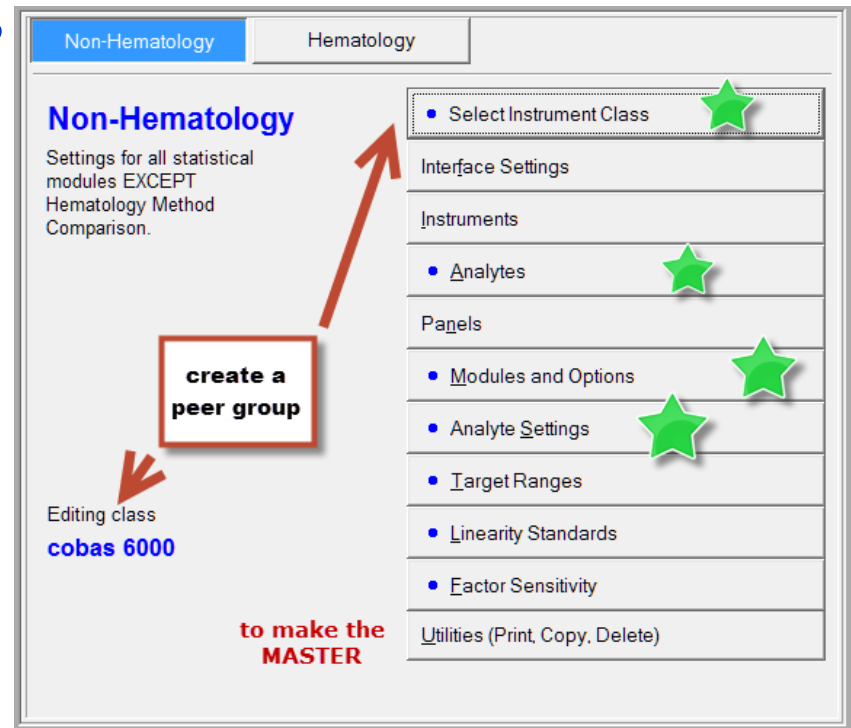 Non-Hematology
Hematology
Non-Hematology
Settings for all statistical
modules EXCEPT
Hematology Method
Comparison.
create a
peer group
Editing class
cobas 6000
to make the
MASTER
Select Instrument Class
Interface Settings
Instruments
Analytes
Panels
Modules and Options
Analyte Settings
Target Ranges
Linearity Standards
Factor Sensitivity
Utilities (Print, Copy, Delete)